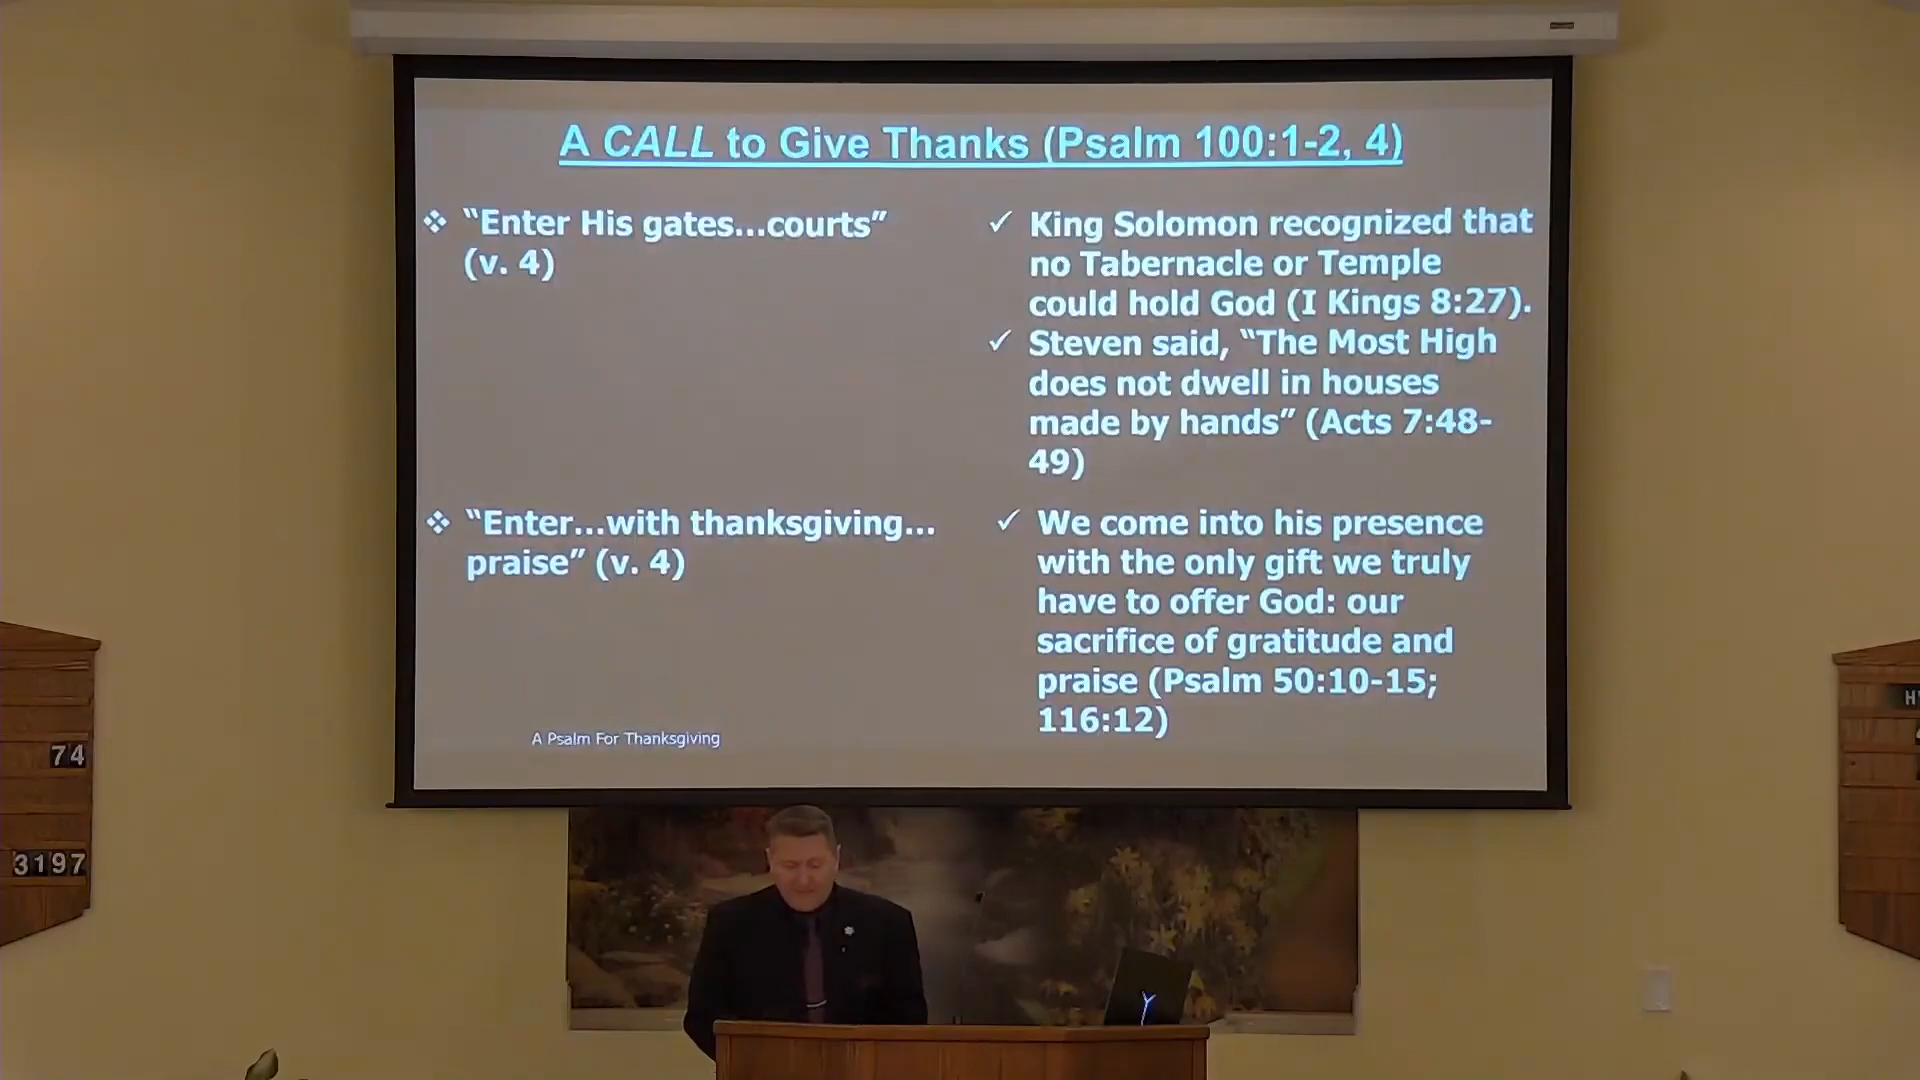 A CALL to Give Thanks (Psalm 100:1-2, 4)
❖ “Enter His gates...courts”
(v. 4)
✓ King Solomon recognized that
no Tabernacle or Temple
could hold God (I Kings 8:27).
✓ Steven said, “The Most High
does not dwell in houses
made by hands” (Acts 7:48-
49)
❖ “Enter...with thanksgiving...
praise” (v. 4)
✓ We come into his presence
with the only gift we truly
have to offer God: our
sacrifice of gratitude and
praise (Psalm 50:10-15;
116:12)
A Psalm For Thanksgiving
74
3197